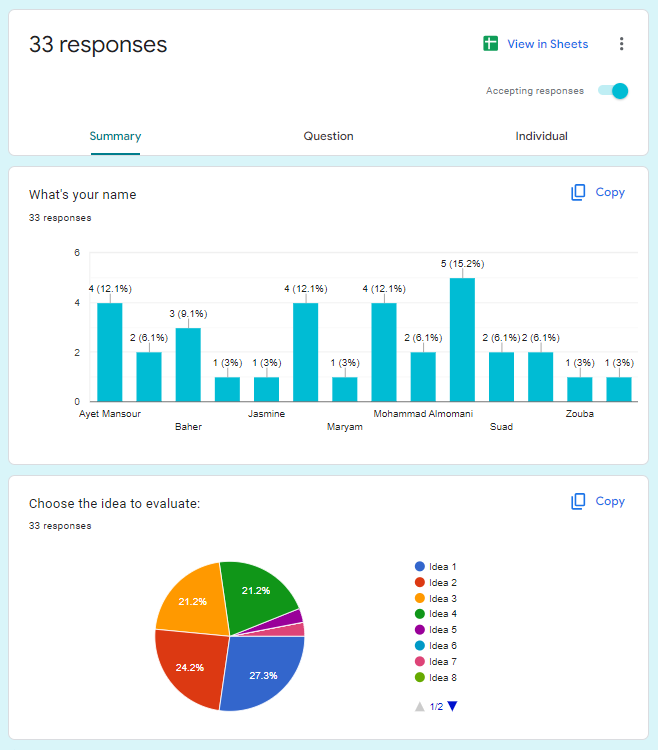 33 responses
View in Sheets
Accepting responses
Summary Question Individual
What's your name
Copy
33 responses
6
4
2
0
4 (12.1%)
2 (6.1%)
3 (9.1%)
1 (3%)
1 (3%)
4 (12.1%)
1 (3%)
4 (12.1%)
2 (6.1%)
5 (15.2%)
2 (6.1%)
2 (6.1%)
1 (3%)
1 (3%)
Ayet Mansour
Baher
Jasmine
Maryam
Mohammad Almomani
Suad
Zouba
Choose the idea to evaluate:
Copy
33 responses
21.2%
21.2%
24.2%
27.3%
Idea 1
Idea 2
Idea 3
Idea 4
Idea 5
Idea 6
Idea 7
Idea 8
1/2